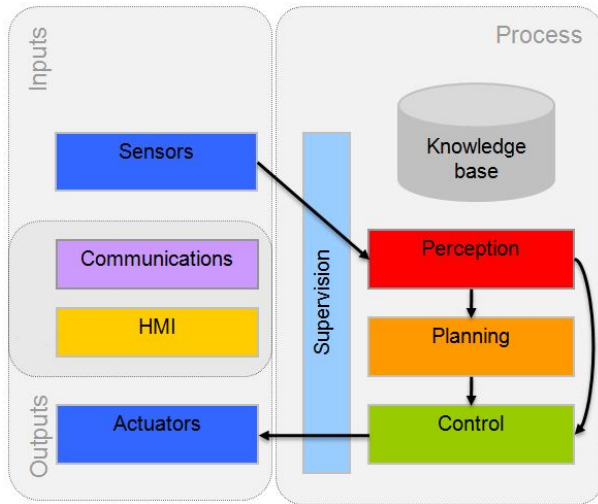 Inputs
Process
Sensors
Knowledge
base
Communications
HMI
Supervision
Perception
Planning
Outputs
Actuators
Control